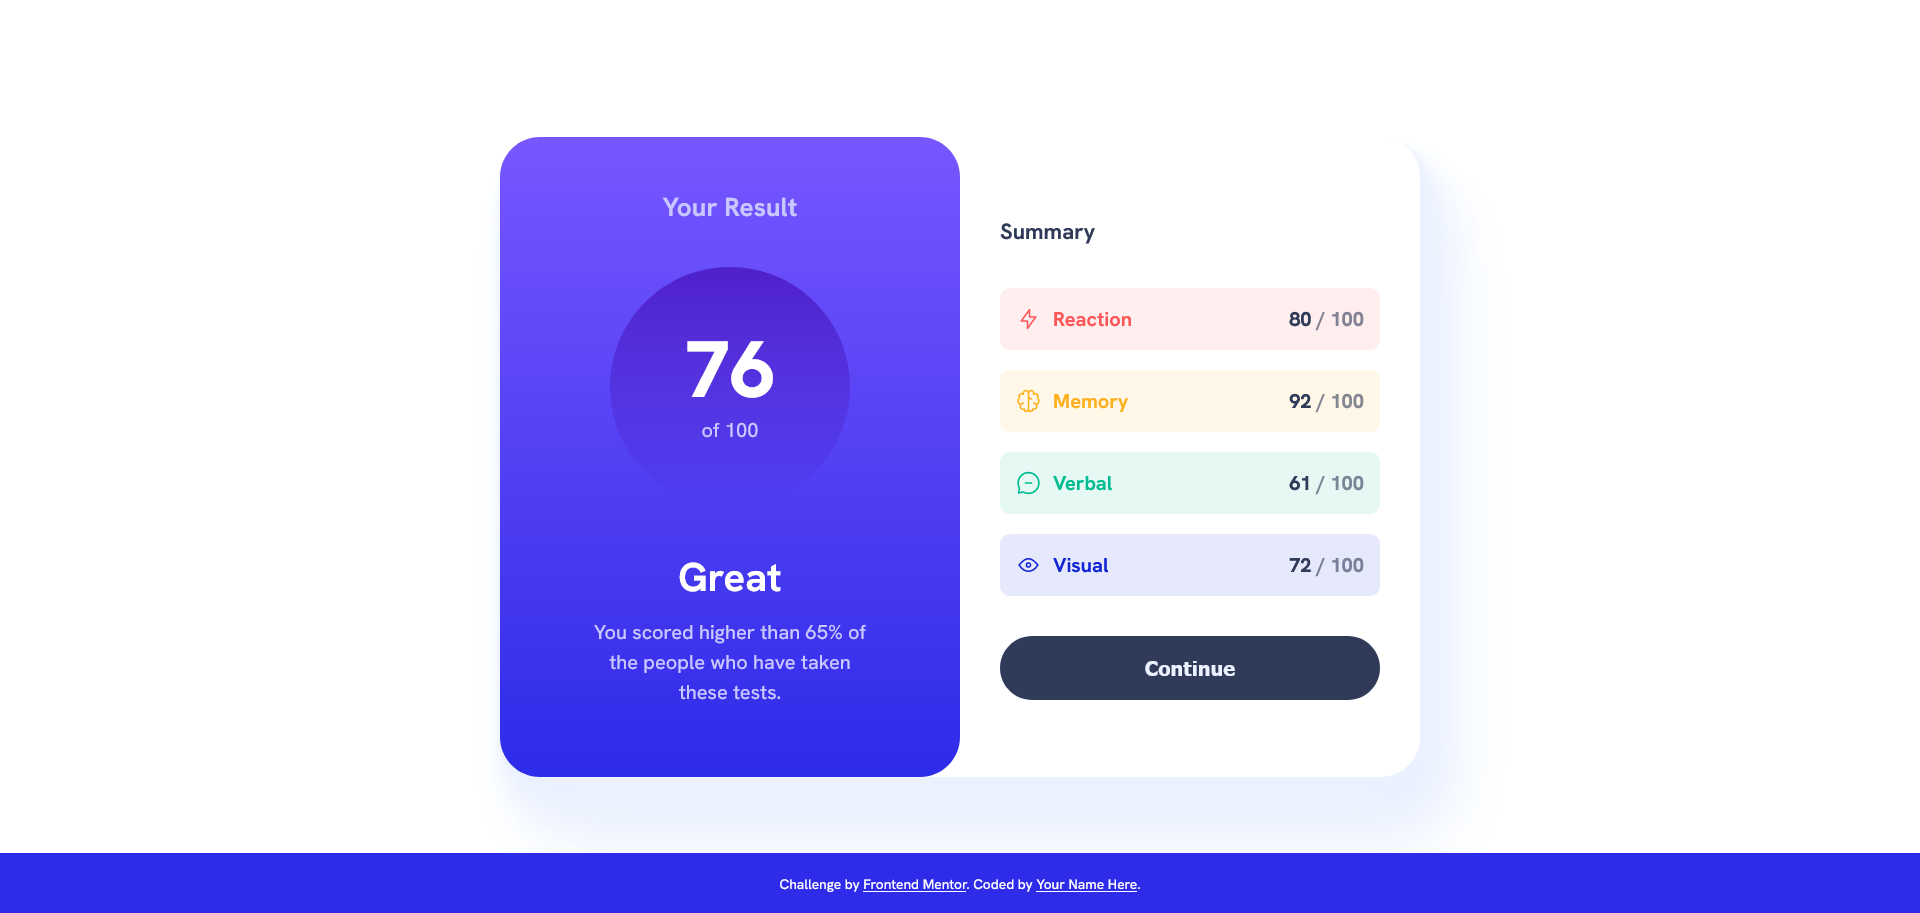 Your Result
76
of 100
Great
You scored higher than 65% of
the people who have taken
these tests.
Summary
Reaction 80 / 100
Memory 92 / 100
Verbal 61 / 100
Visual 72 / 100
Continue
Challenge by Frontend Mentor. Coded by Your Name Here.